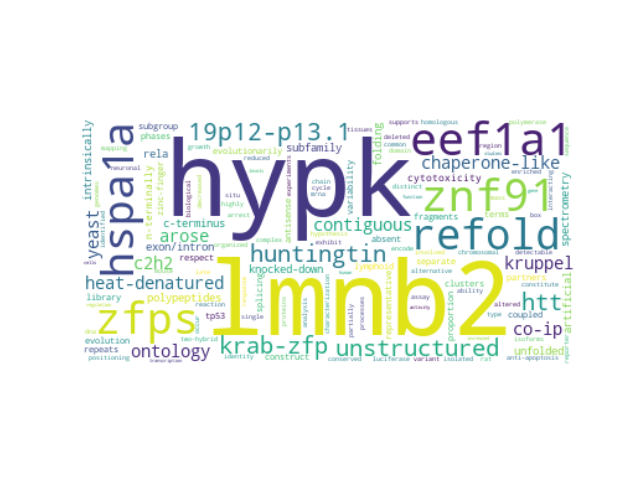 subgroup
19p12-p13.1
tissues
supports
homologous
polymerase
phases
growth
evolutionarily
deleted
common
eef1a1
region
mapping
rela
subfamily
reduced
folding
chaperone-like
enriched
intrinsically
hspa1a
n-terminally
zinc-finger
neuronal
biological
decreased
hypk
chain
cycle
mrna
experiments
variability
cytotoxicity
distinct
znf91
interacting
sequence
yeast
arrest
fragments
terms
box
gene
c-terminus
highly
situ
antisense
contiguous
refold
spectrometry
identified
arose
exon/intron
variability
absent
organized
complex
exhibit
respect
huntingtin
chromosomal
detectable
cells
c2h2
knocked-down
lymphoid
alternative
kruppel
heat-denatured
lmnb2
representative
clusters
ability
constitute
library
polypeptides
splicing
proteins
analysis
characterization
partially
processes
proportion
assay
altered
htt
artificial
zfps
tp53
single
type
coupled
evolution
two-hybrid
co-ip
isoforms
repeats
krab-zfp
unstructured
unfolded
reporter
ontology
positioning
identity
construct
conserved
luciferase
variant
isolated
rat
anti-apoptosis
partners
separate
hypothesis
encode
domain
reaction
transcription